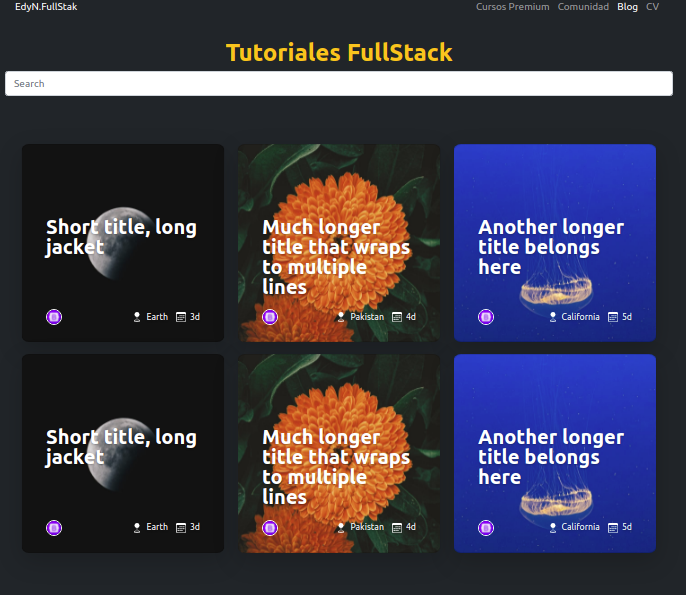 EdyN.FullStak
Cursos Premium Comunidad Blog CV
Tutoriales FullStack
Search
Short title, long
jacket
Earth 3d
Much longer
title that wraps
to multiple
lines
Pakistan 4d
Another longer
title belongs
here
California 5d
Short title, long
jacket
Earth 3d
Much longer
title that wraps
to multiple
lines
Pakistan 4d
Another longer
title belongs
here
California 5d